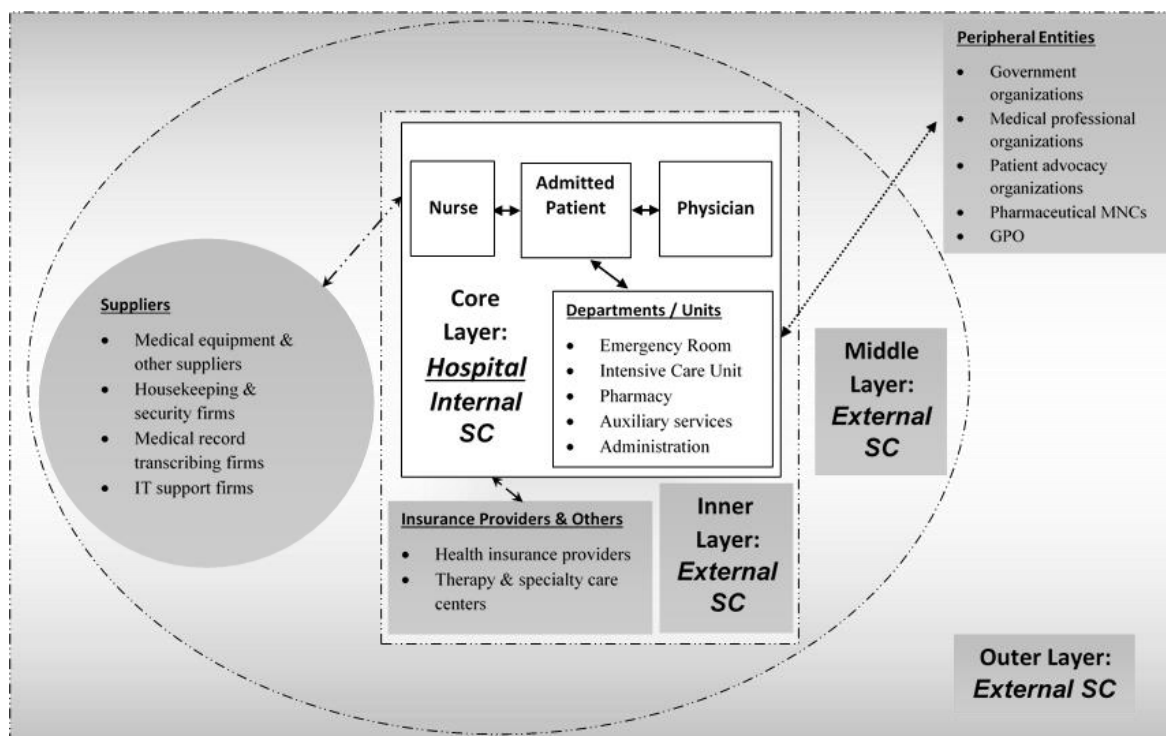 Peripheral Entities
• Government
organizations
• Medical professional
organizations
• Patient advocacy
organizations
• Pharmaceutical MNCs
• GPO
Nurse
Admitted
Patient
Physician
Suppliers
• Medical equipment &
other suppliers
• Housekeeping &
security firms
• Medical record
transcribing firms
• IT support firms
Core
Layer:
Hospital
Internal
SC
Departments / Units
• Emergency Room
• Intensive Care Unit
• Pharmacy
• Auxiliary services
• Administration
Middle
Layer:
External
SC
Insurance Providers & Others
• Health insurance providers
• Therapy & specialty care
centers
Inner
Layer:
External
SC
Outer Layer:
External SC